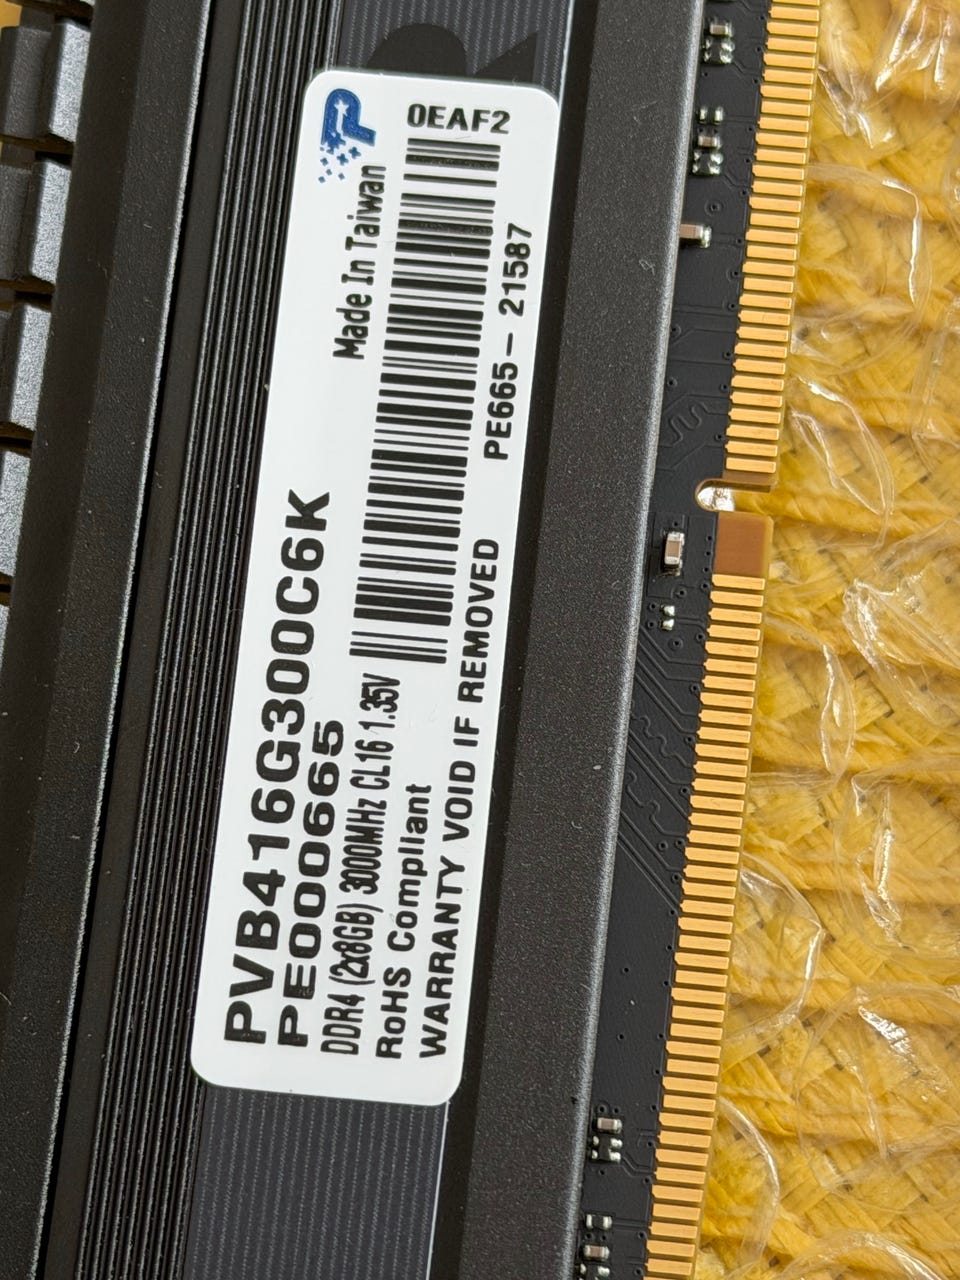 PVB416G300C6K
PE000665
DDR4 (2x8GB) 3000MHz CL16 1.35V
RoHS Compliant
WARRANTY VOID IF REMOVED
Made In Taiwan
0EAF2
PE665- 21587